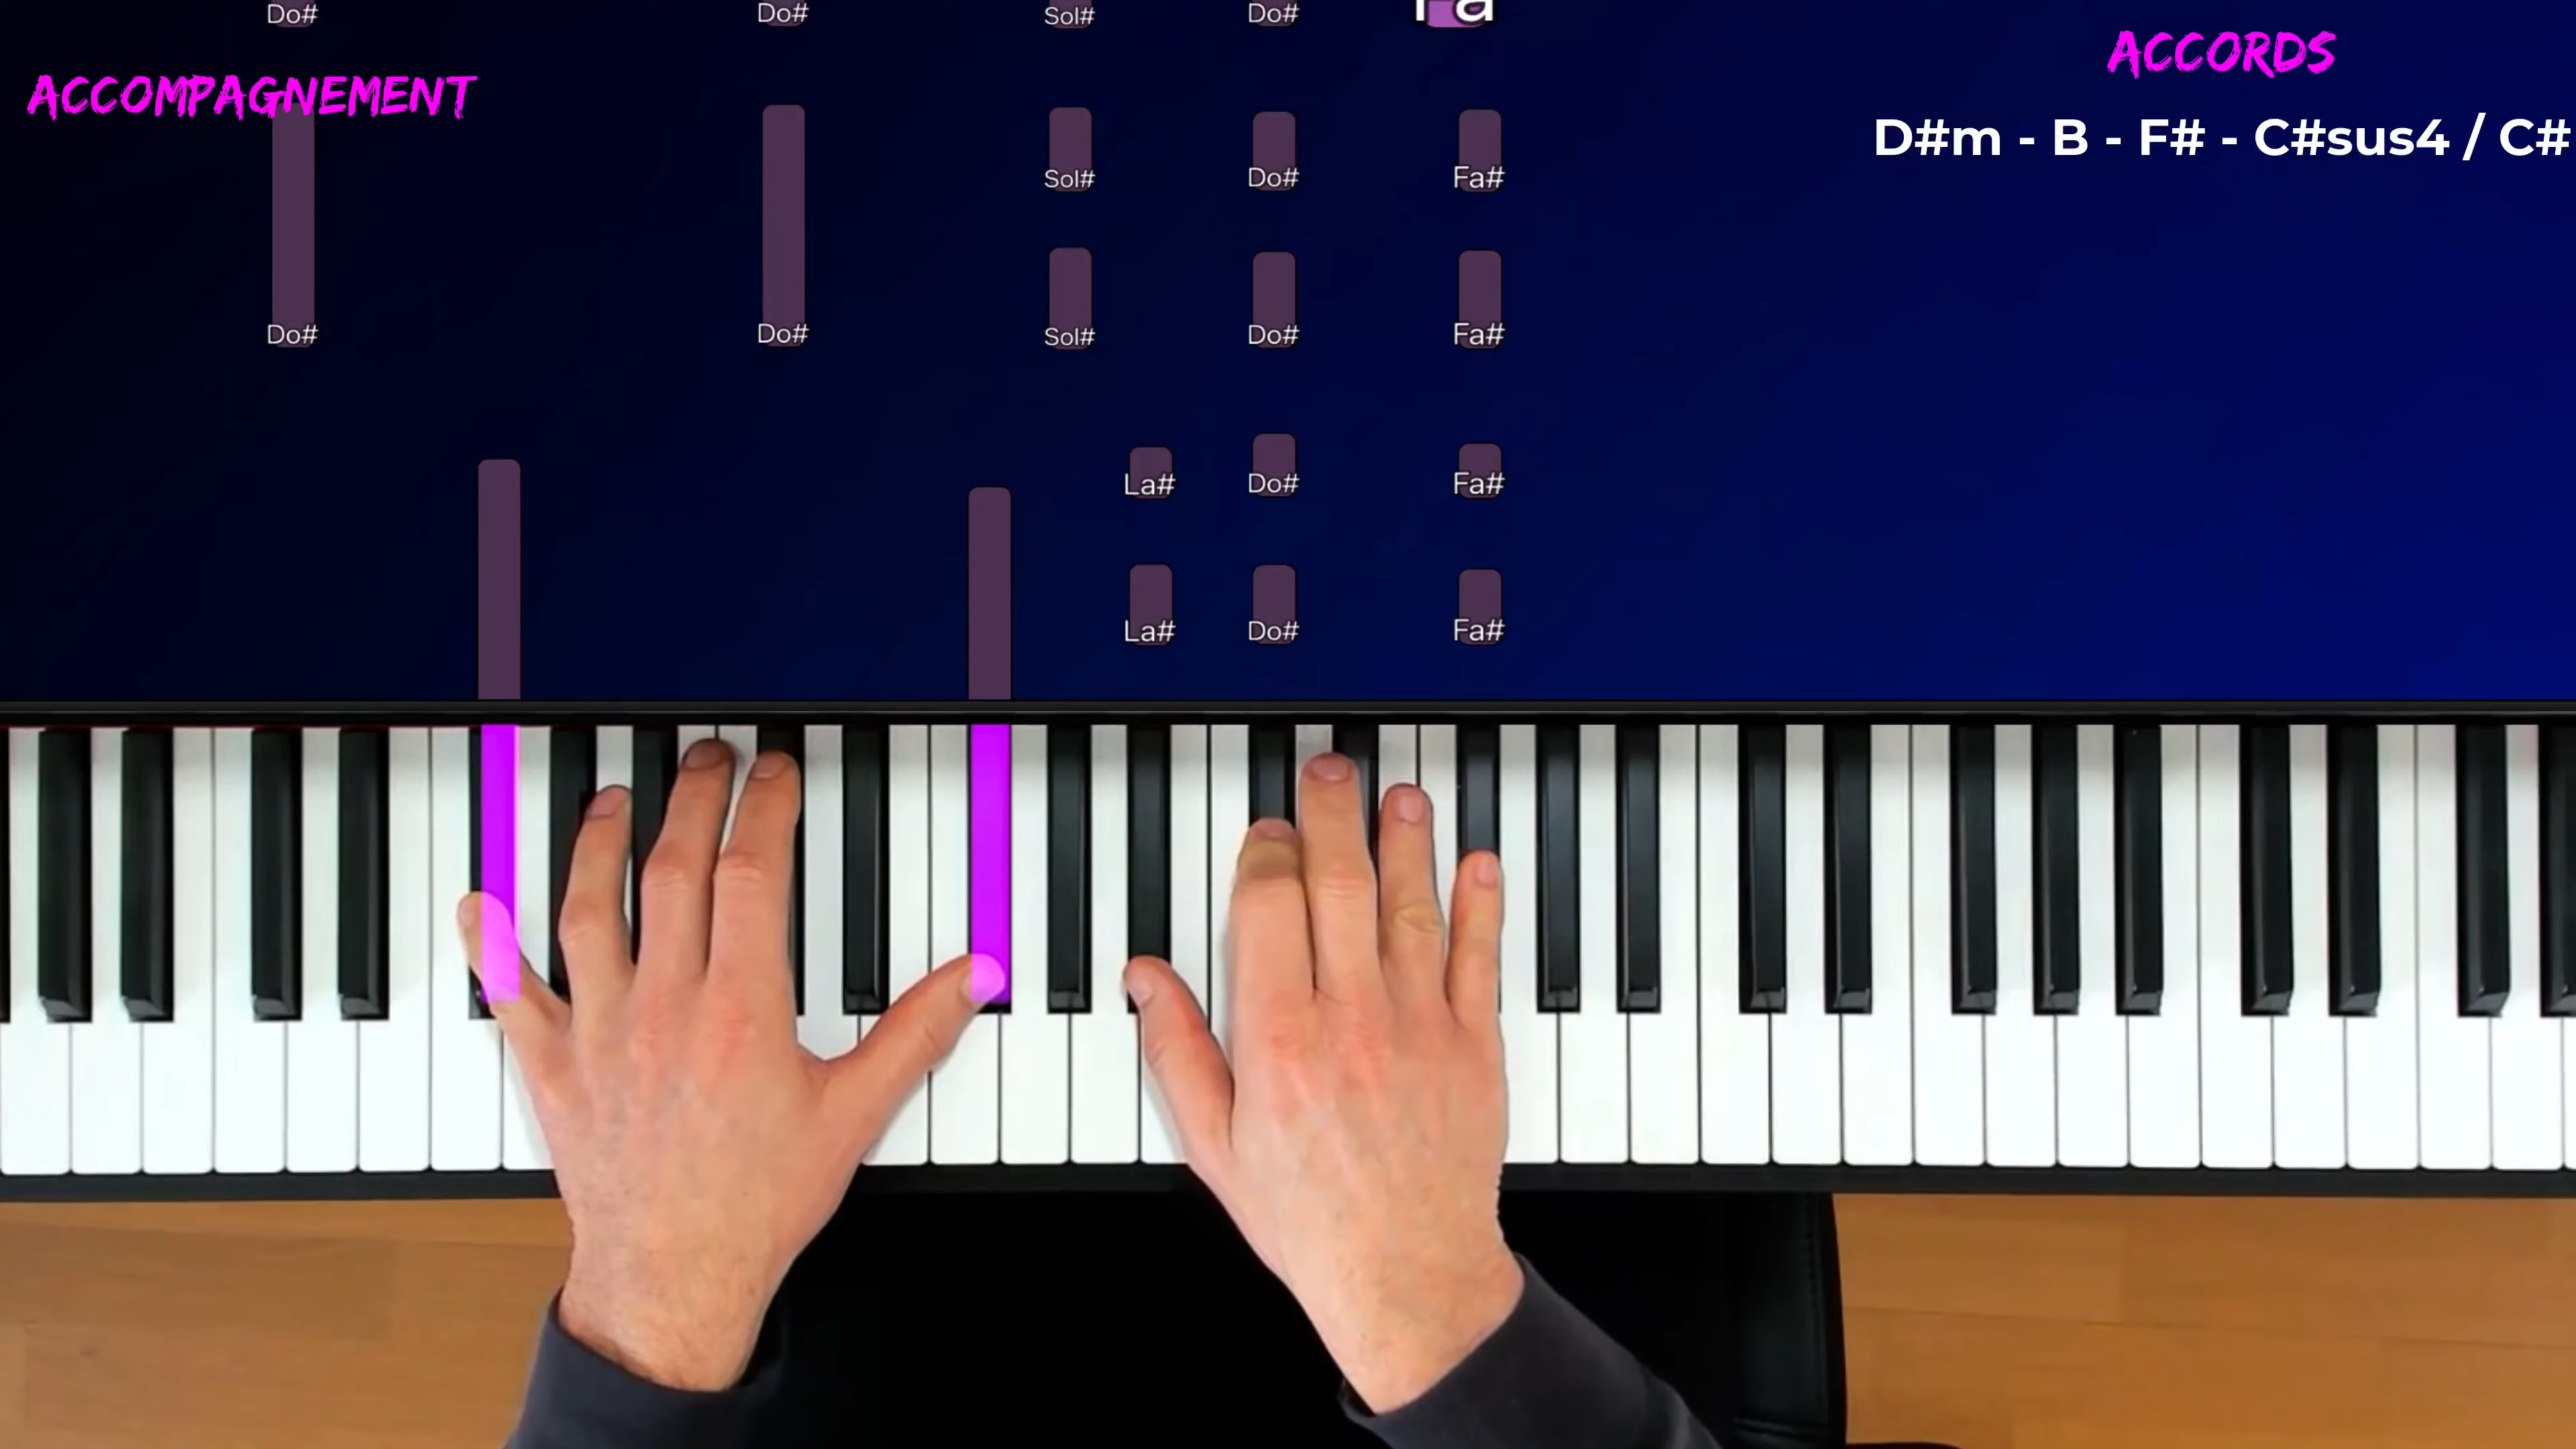 Do# Do# Sol# Do# Fa
ACCORDS
ACCOMPAGNEMENT
D#m - B - F# - C#sus4 / C#
Sol# Do# Fa#
Do# Do# Sol# Do# Fa#
La# Do# Fa#
La# Do# Fa#